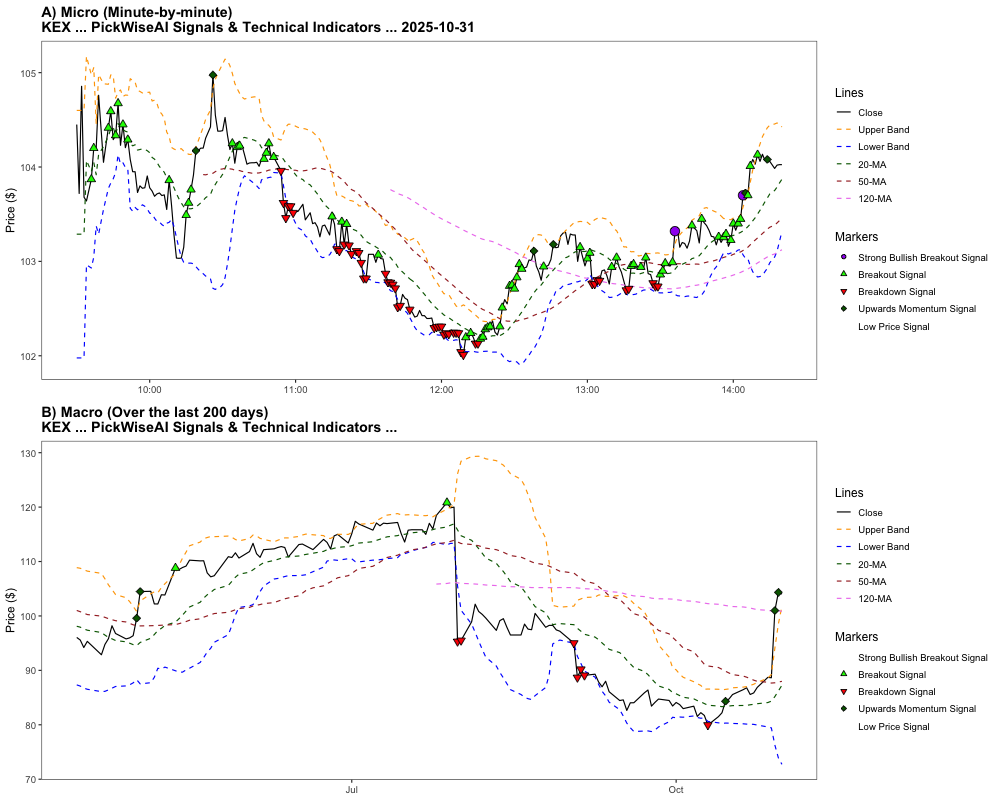 A) Micro (Minute-by-minute)
KEX ... PickWiseAI Signals & Technical Indicators ... 2025-10-31
105
104
103
102
Price ($)
10:00
11:00
12:00
13:00
14:00
Lines
Close
Upper Band
Lower Band
20-MA
50-MA
120-MA
Markers
Strong Bullish Breakout Signal
Breakout Signal
Breakdown Signal
Upwards Momentum Signal
Low Price Signal
B) Macro (Over the last 200 days)
KEX ... PickWiseAI Signals & Technical Indicators ...
130
120
110
100
90
80
70
Price ($)
Jul
Oct
Lines
Close
Upper Band
Lower Band
20-MA
50-MA
120-MA
Markers
Strong Bullish Breakout Signal
Breakout Signal
Breakdown Signal
Upwards Momentum Signal
Low Price Signal